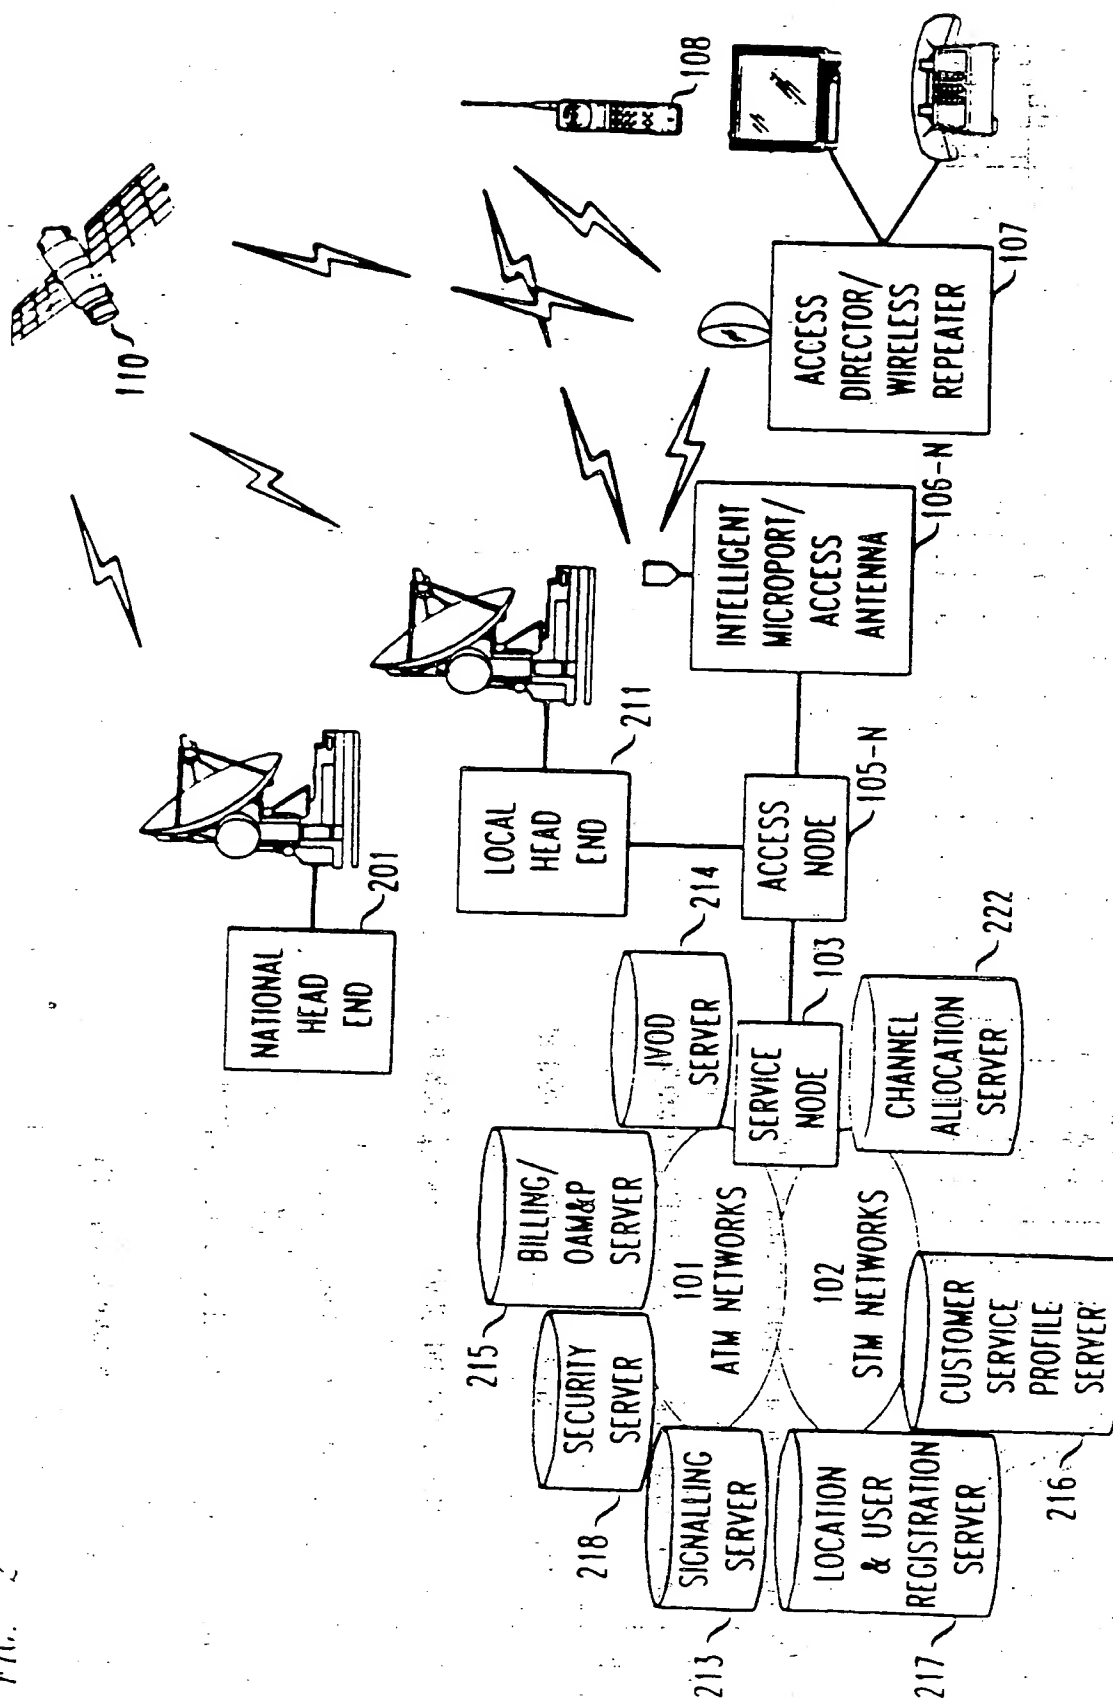 FIG. 2
110
108
NATIONAL
HEAD
END
201
LOCAL
HEAD
END
211
INTELLIGENT
MICROPORT/
ACCESS
ANTENNA
106-N
ACCESS
DIRECTOR/
WIRELESS
REPEATER
107
ACCESS
NODE
105-N
IVOD
SERVER
214
SERVICE
NODE
103
CHANNEL
ALLOCATION
SERVER
222
BILLING/
OAM&P
SERVER
215
SECURITY
SERVER
218
101
ATM NETWORKS
102
STM NETWORKS
SIGNALLING
SERVER
213
LOCATION
& USER
REGISTRATION
SERVER
217
CUSTOMER
SERVICE
PROFILE
SERVER
216